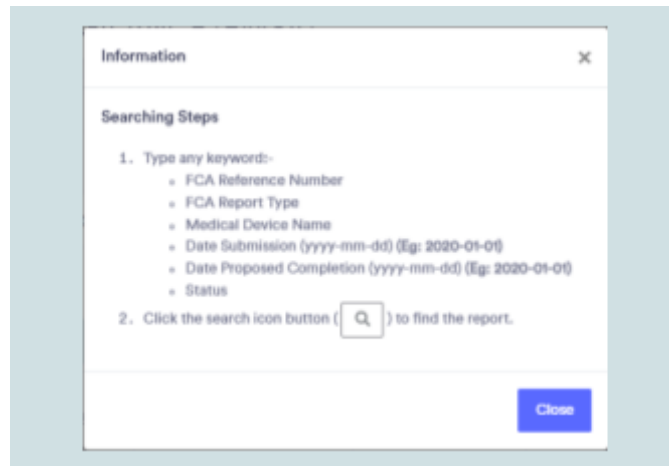 Information
×
Searching Steps
1. Type any keyword:-
• FCA Reference Number
• FCA Report Type
• Medical Device Name
• Date Submission (yyyy-mm-dd) (Eg: 2020-01-01)
• Date Proposed Completion (yyyy-mm-dd) (Eg: 2020-01-01)
• Status
2. Click the search icon button ( ) to find the report.
Close